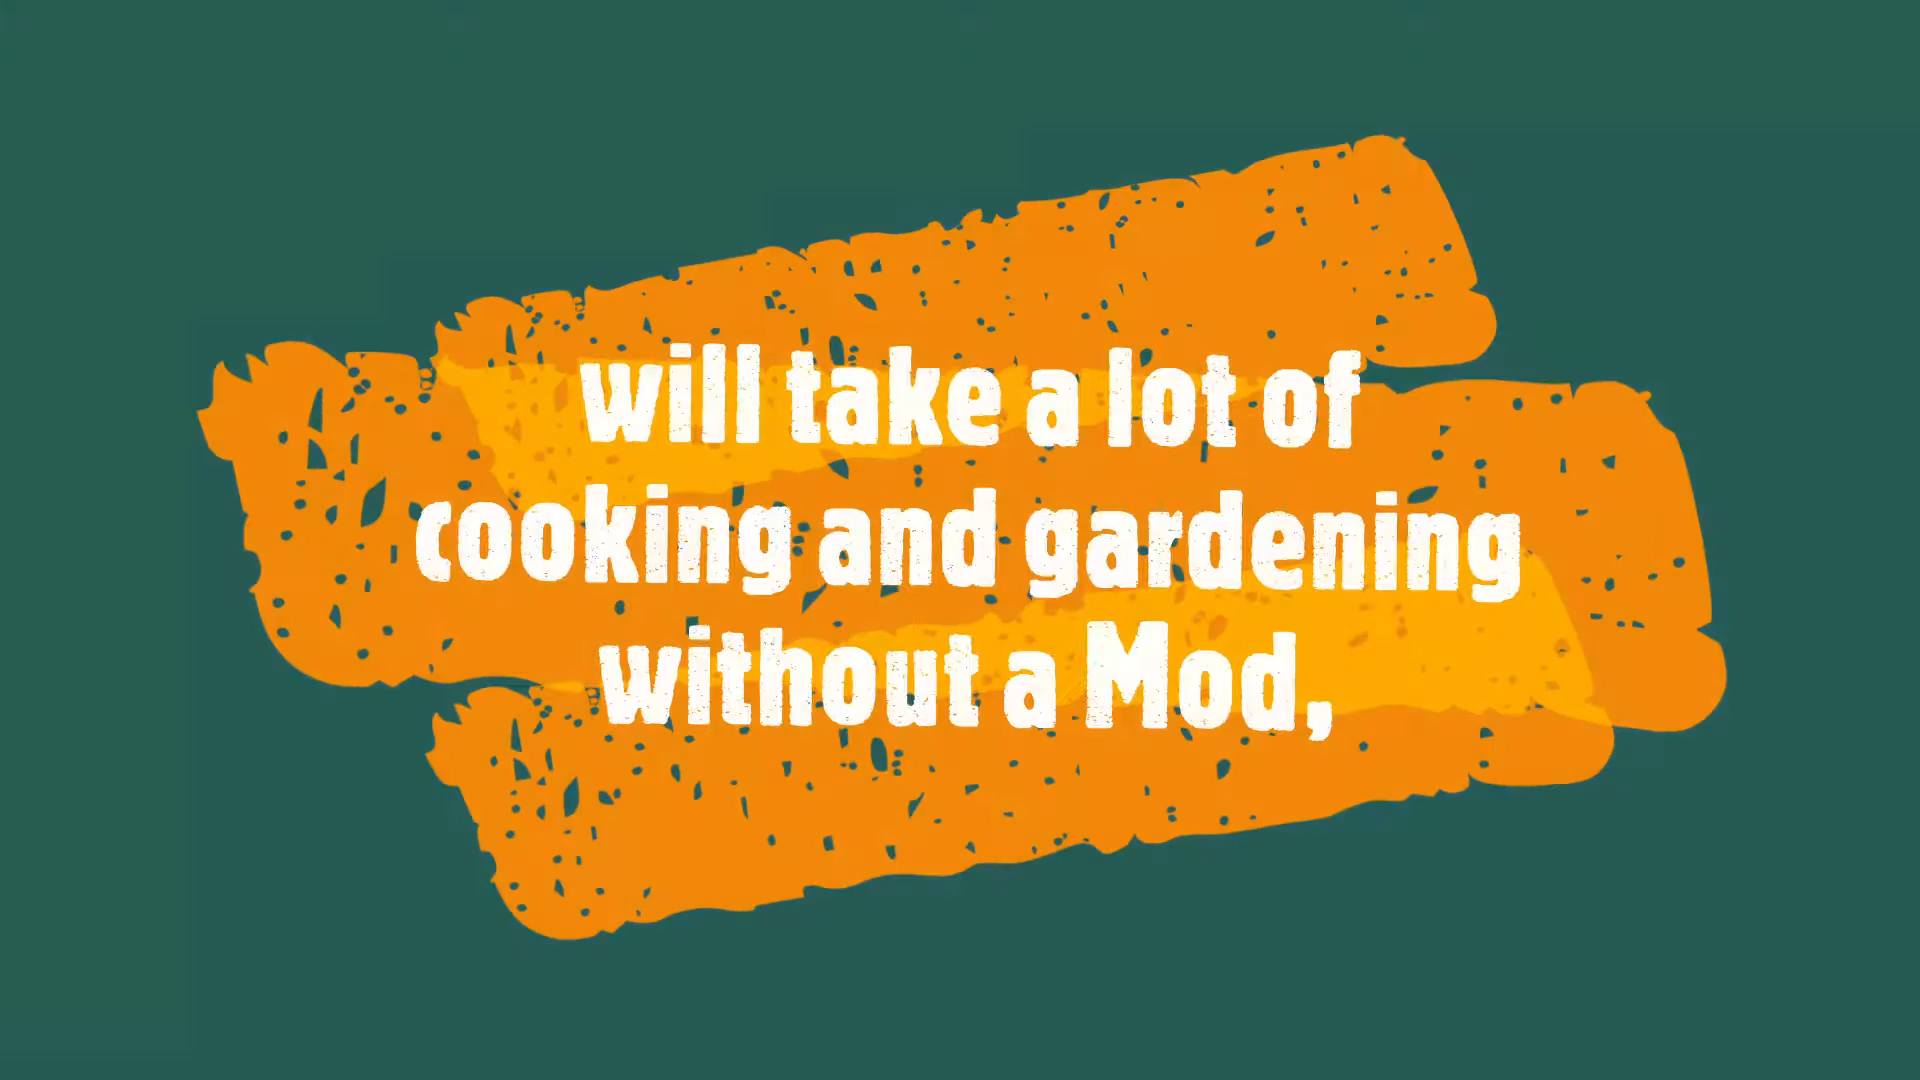 will take a lot of
cooking and gardening
without a Mod,